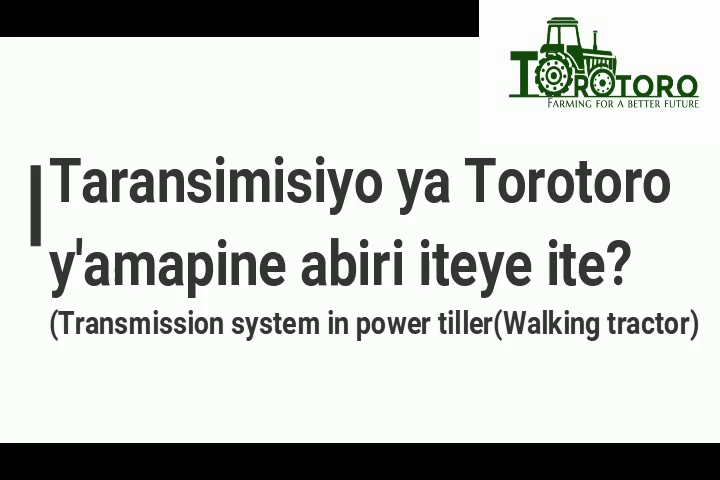 TOROTORO
FARMING FOR A BETTER FUTURE
Taransimisiyo ya Torotoro
y'amapine abiri iteye ite?
(Transmission system in power tiller(Walking tractor)